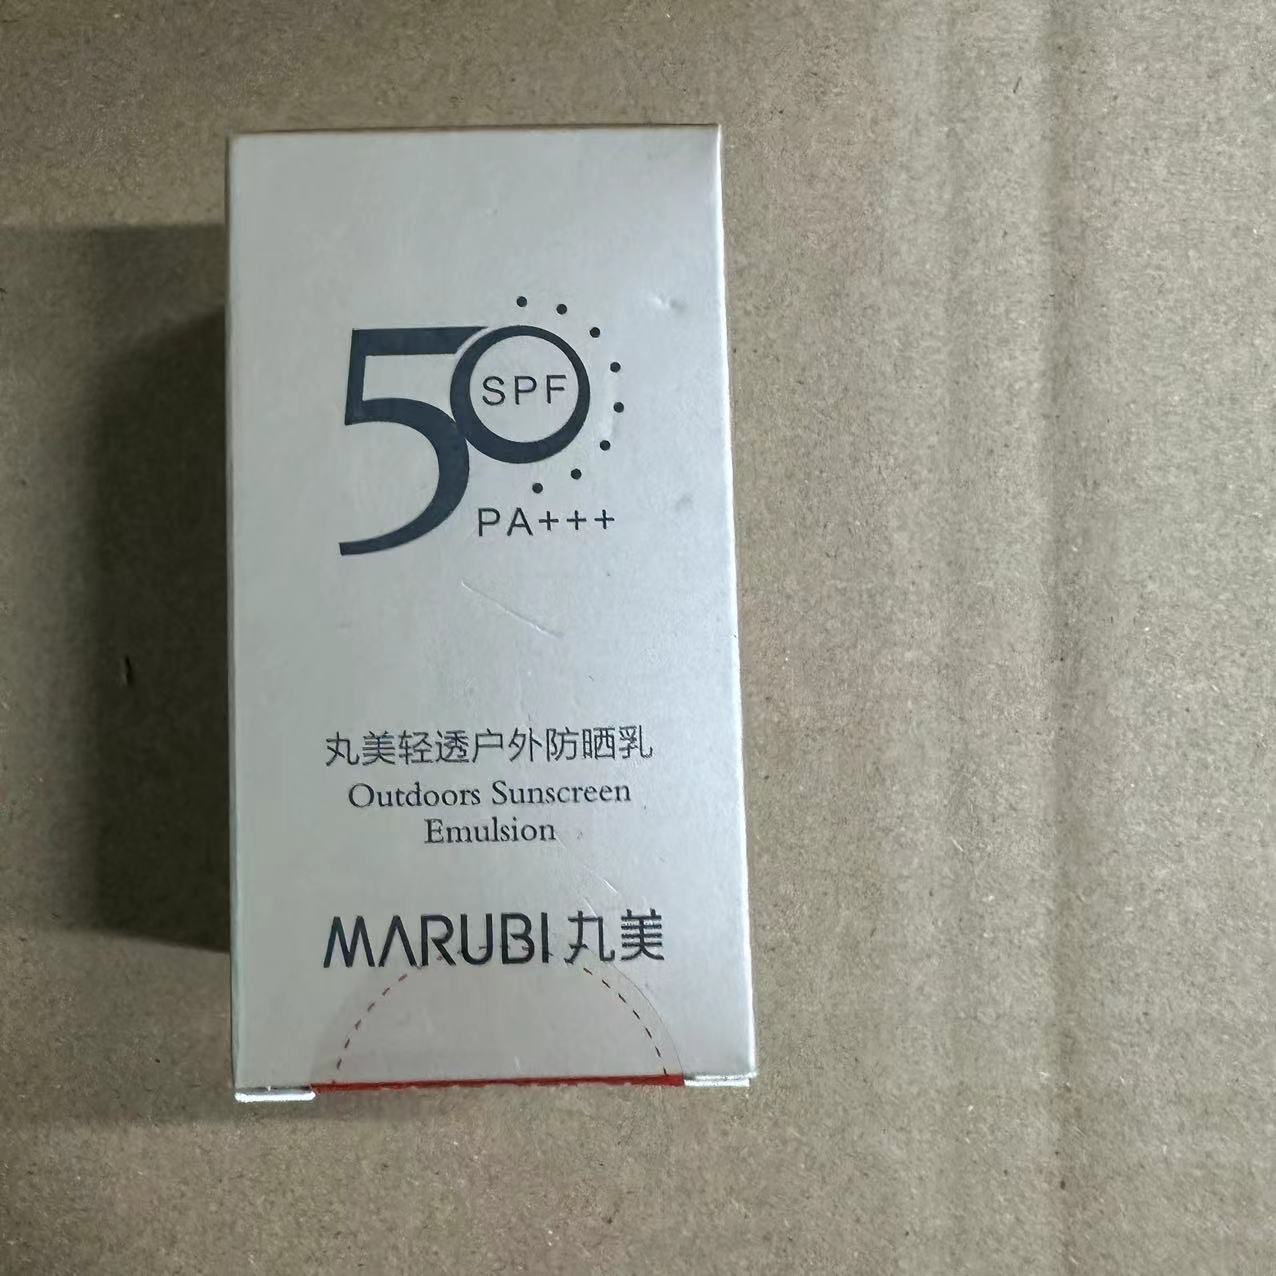 50
SPF
PA+++
丸美轻透户外防晒乳
Outdoors Sunscreen
Emulsion
MARUBI 丸美